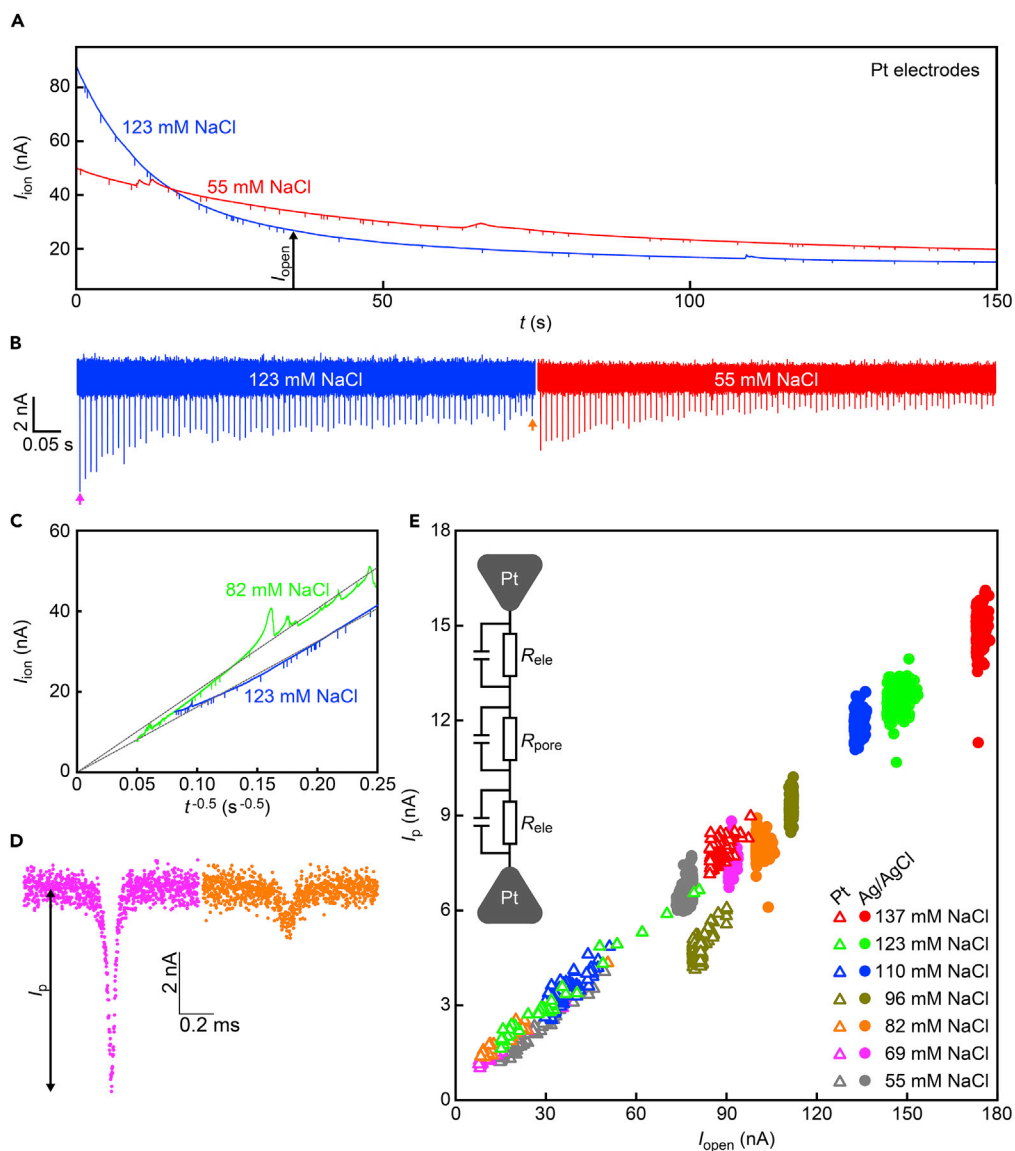 A
Pt electrodes
123 mM NaCl
55 mM NaCl
I_open
I_ion (nA)
80
60
40
20
0
50
100
150
t (s)
B
123 mM NaCl
55 mM NaCl
2 nA
0.05 s
C
82 mM NaCl
123 mM NaCl
I_ion (nA)
60
40
20
0
0.05
0.10
0.15
0.20
0.25
t^-0.5 (s^-0.5)
D
I_p
2 nA
0.2 ms
E
Pt
R_ele
R_pore
R_ele
Pt
I_p (nA)
18
15
12
9
6
3
0
Pt
Ag/AgCl
137 mM NaCl
123 mM NaCl
110 mM NaCl
96 mM NaCl
82 mM NaCl
69 mM NaCl
55 mM NaCl
0
30
60
90
120
150
180
I_open (nA)